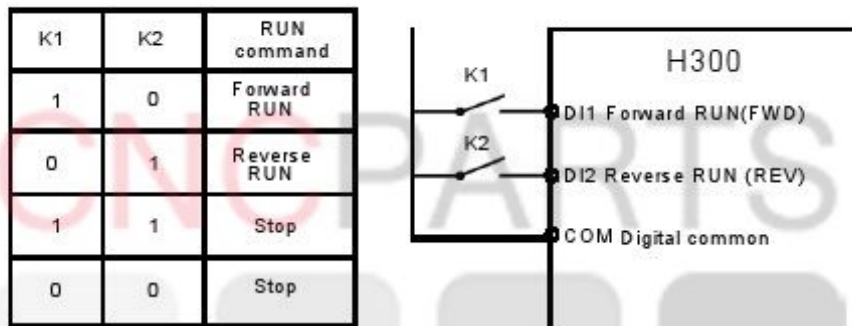 K1 K2 RUN
command
1 0 Forward
RUN
0 1 Reverse
RUN
1 1 Stop
0 0 Stop
H300
K1
DI1 Forward RUN(FWD)
K2
DI2 Reverse RUN (REV)
COM Digital common
CNCPARTS